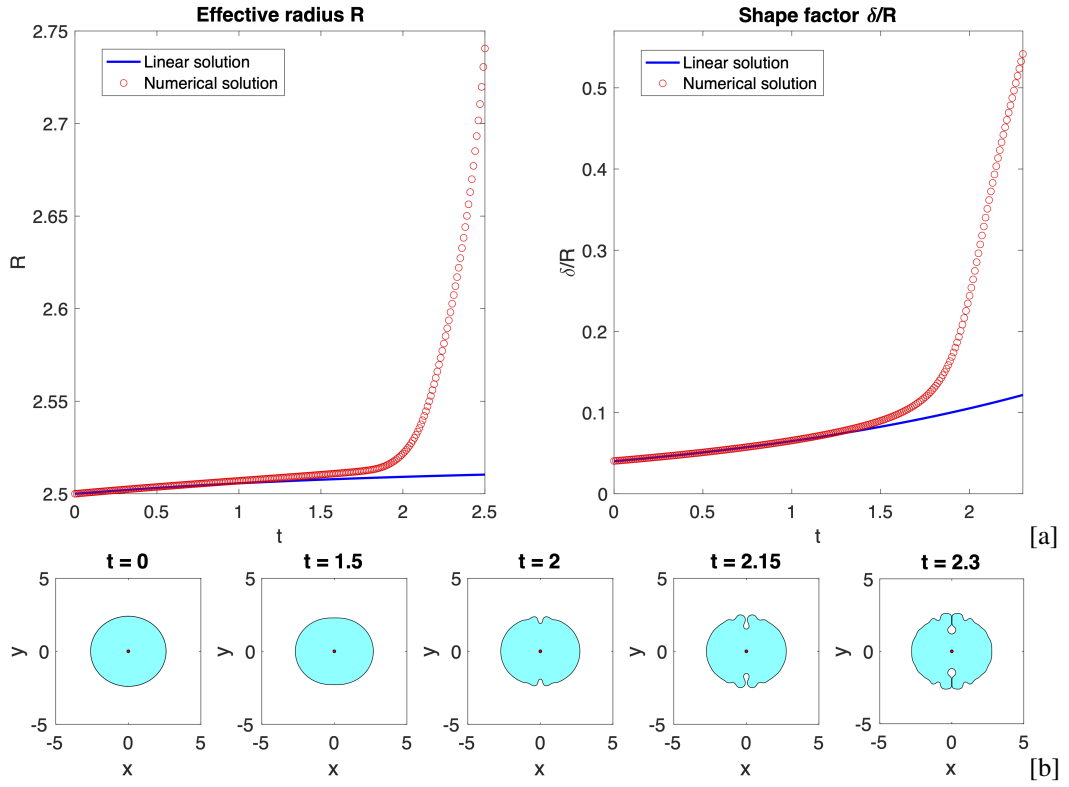 Effective radius R
Linear solution
Numerical solution
2.75
2.7
2.65
2.6
2.55
2.5
R
0 0.5 1 1.5 2 2.5
t
Shape factor δ/R
Linear solution
Numerical solution
0.5
0.4
0.3
0.2
0.1
0
δ/R
0 0.5 1 1.5 2
t
[a]
t = 0
5
0
-5
y
-5 0 5
x
t = 1.5
5
0
-5
y
-5 0 5
x
t = 2
5
0
-5
y
-5 0 5
x
t = 2.15
5
0
-5
y
-5 0 5
x
t = 2.3
5
0
-5
y
-5 0 5
x
[b]